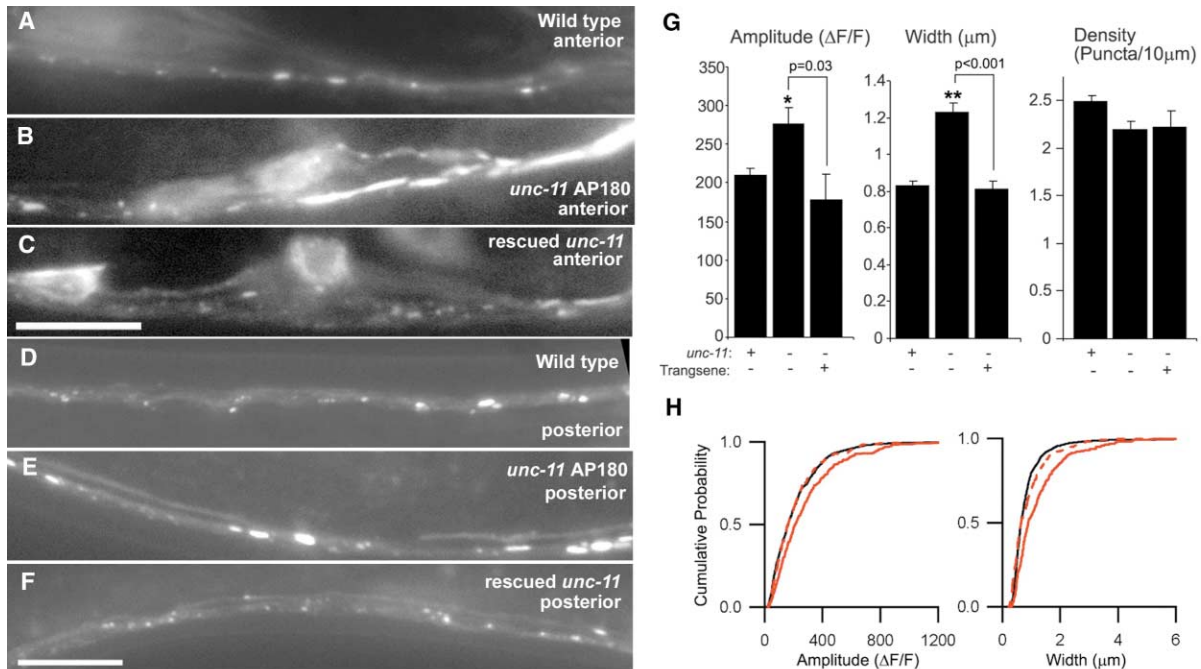 A
Wild type
anterior
B
unc-11 AP180
anterior
C
rescued unc-11
anterior
D
Wild type
posterior
E
unc-11 AP180
posterior
F
rescued unc-11
posterior
G
Amplitude (ΔF/F)
350
300
250
200
150
100
50
0
*
p=0.03
Width (μm)
1.4
1.2
1
0.8
0.6
0.4
0.2
0
**
p<0.001
Density
(Puncta/10μm)
2.5
2
1.5
1
0.5
0
unc-11: + - - + - - + - -
Trangsene: - - + - - + - - +
H
Cumulative Probability
1.0
0.5
0.0
0 400 800 1200
Amplitude (ΔF/F)
1.0
0.5
0.0
0 2 4 6
Width (μm)